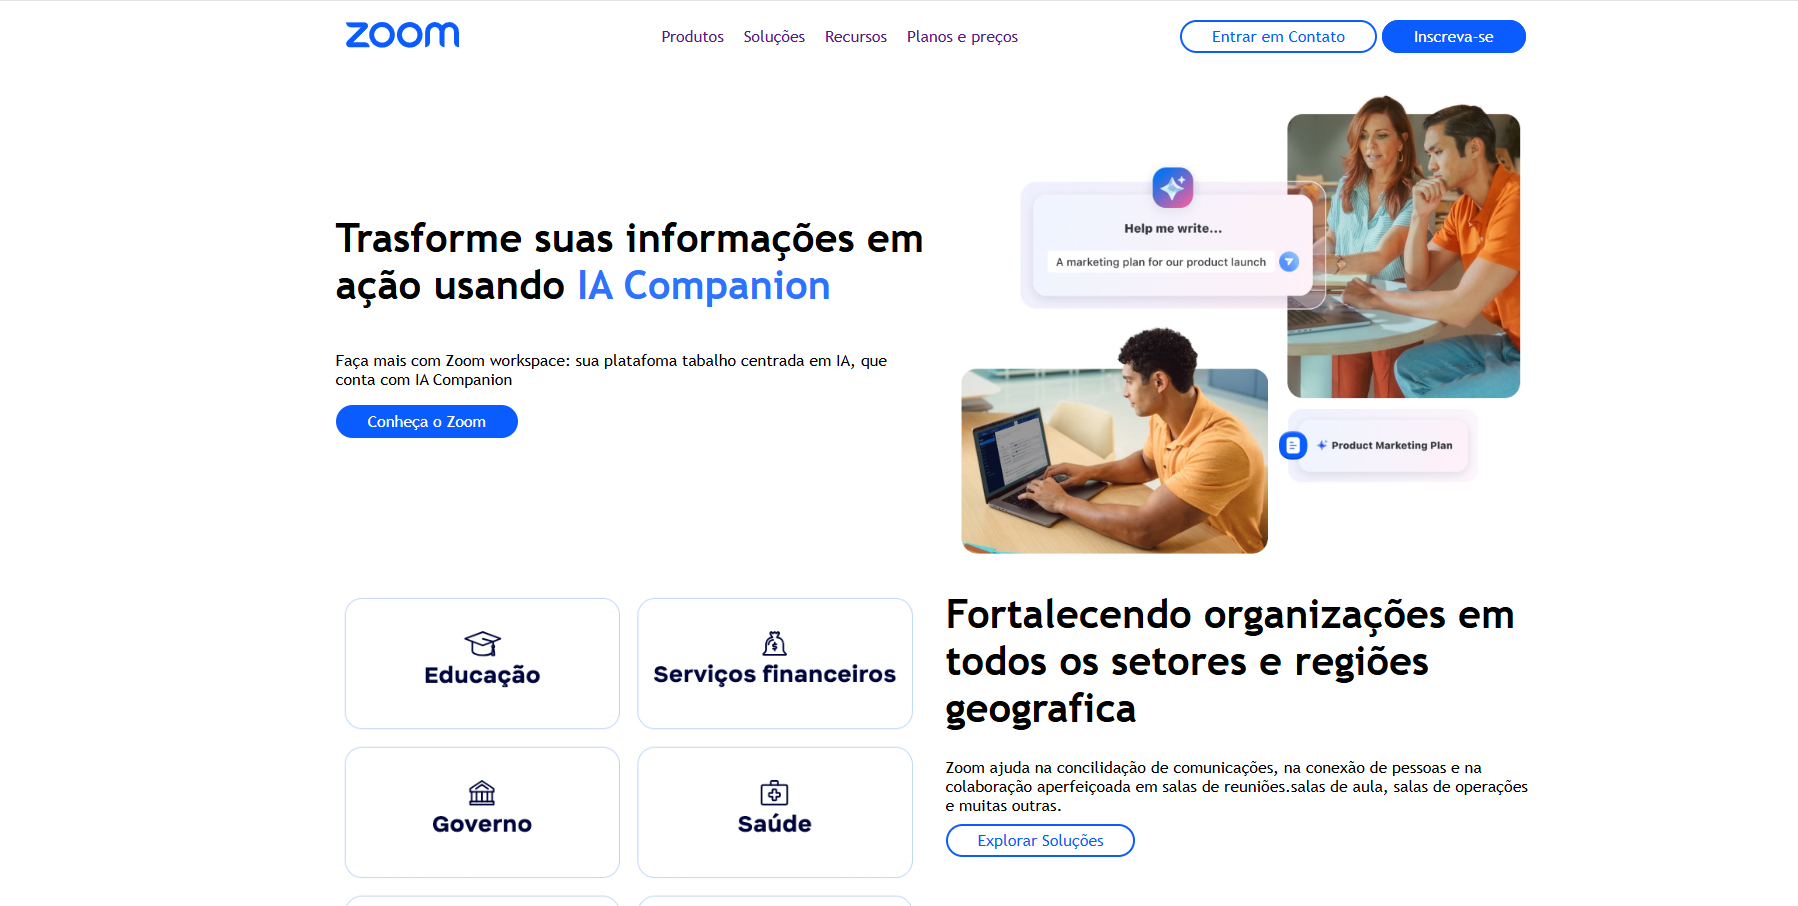 zoom
Produtos Soluções Recursos Planos e preços
Entrar em Contato
Inscreva-se
Trasforme suas informações em
ação usando IA Companion
Faça mais com Zoom workspace: sua platafoma tabalho centrada em IA, que
conta com IA Companion
Conheça o Zoom
Help me write...
A marketing plan for our product launch
Product Marketing Plan
Educação
Serviços financeiros
Governo
Saúde
Fortalecendo organizações em
todos os setores e regiões
geografica
Zoom ajuda na concilidação de comunicações, na conexão de pessoas e na
colaboração aperfeiçoada em salas de reuniões.salas de aula, salas de operações
e muitas outras.
Explorar Soluções